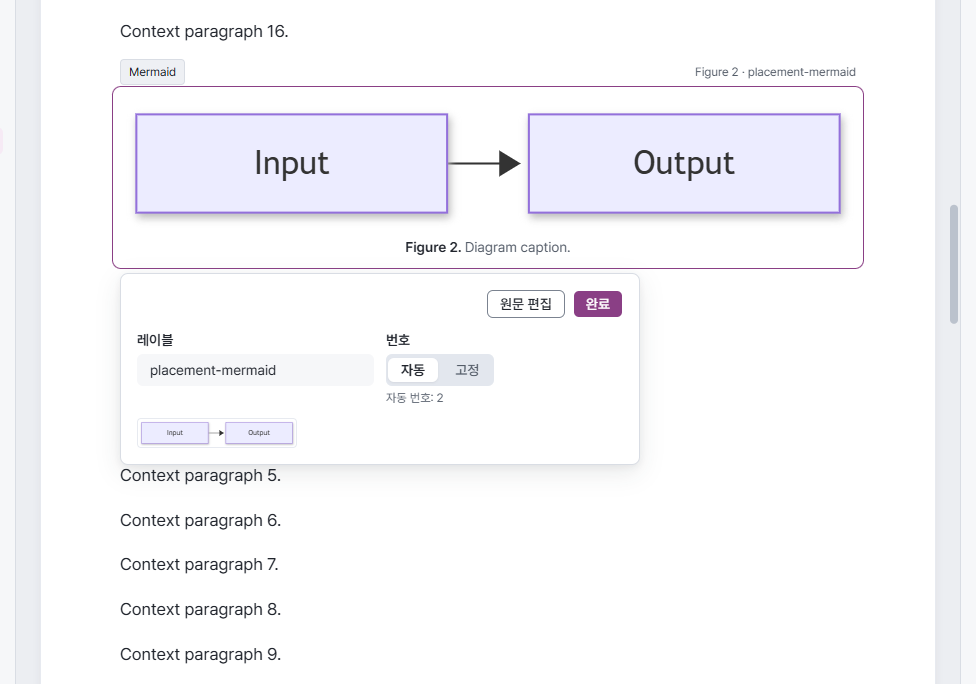 Context paragraph 16.
Mermaid
Figure 2 · placement-mermaid
Input
Output
Figure 2. Diagram caption.
원문 편집
완료
레이블
번호
placement-mermaid
자동
고정
자동 번호: 2
Input
Output
Context paragraph 5.
Context paragraph 6.
Context paragraph 7.
Context paragraph 8.
Context paragraph 9.